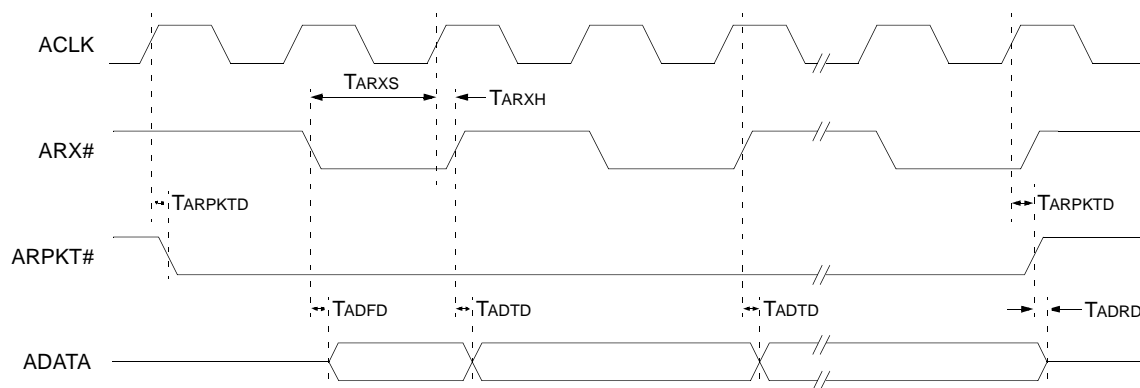 ACLK
TARXS
TARXH
ARX#
TARPKTD
TARPKTD
ARPKT#
TADFD
TADTD
TADTD
TADRD
ADATA